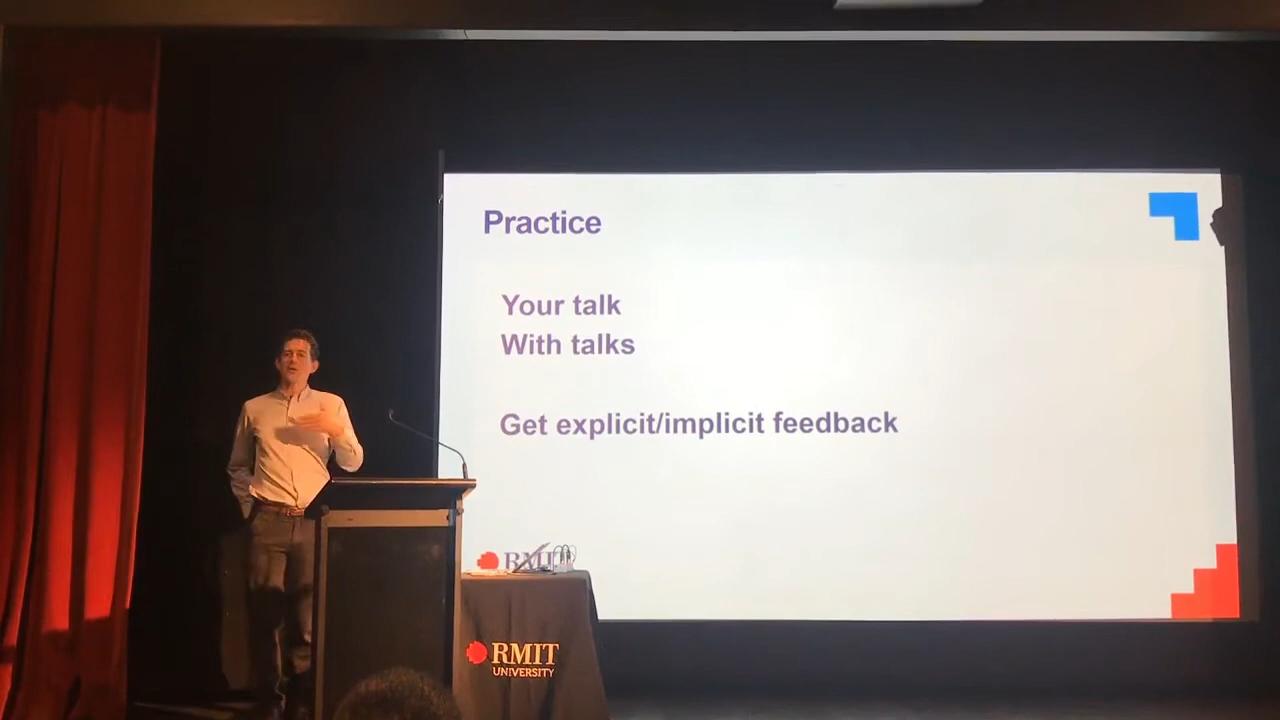 Practice
Your talk
With talks
Get explicit/implicit feedback
RMIT
RMIT
UNIVERSITY